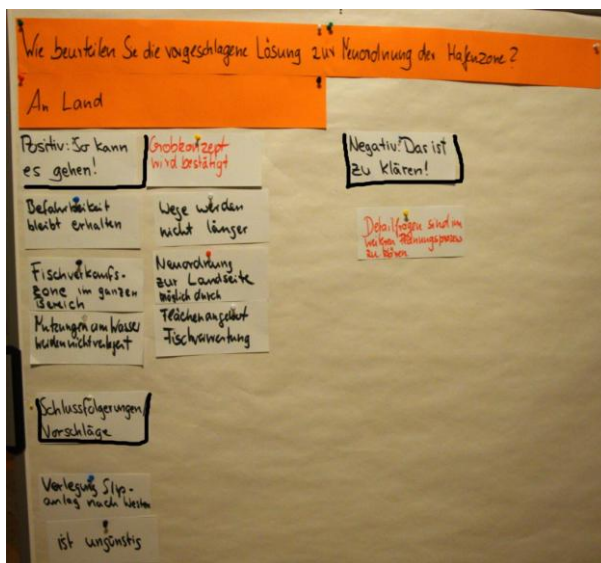 Wie beurteilen Sie die vorgeschlagene Lösung zur Neuordnung der Hafenzone?
An Land
Positiv: So kann
es gehen!
Grobkonzept
wird bestätigt
Negativ: Das ist
zu klären!
Befahrbarkeit
bleibt erhalten
Wege werden
nicht länger
Detailfragen sind im
weiteren Planungsprozess
zu klären
Fischverkaufs-
zone im ganzen
Bereich
Neuordnung
zur Landseite
möglich durch
Nutzungen am Wasser
werden nicht verlagert
Flächenangebot
Fischverwertung
Schlussfolgerungen/
Vorschläge
Verlegung Slip-
anlage nach Westen
ist ungünstig